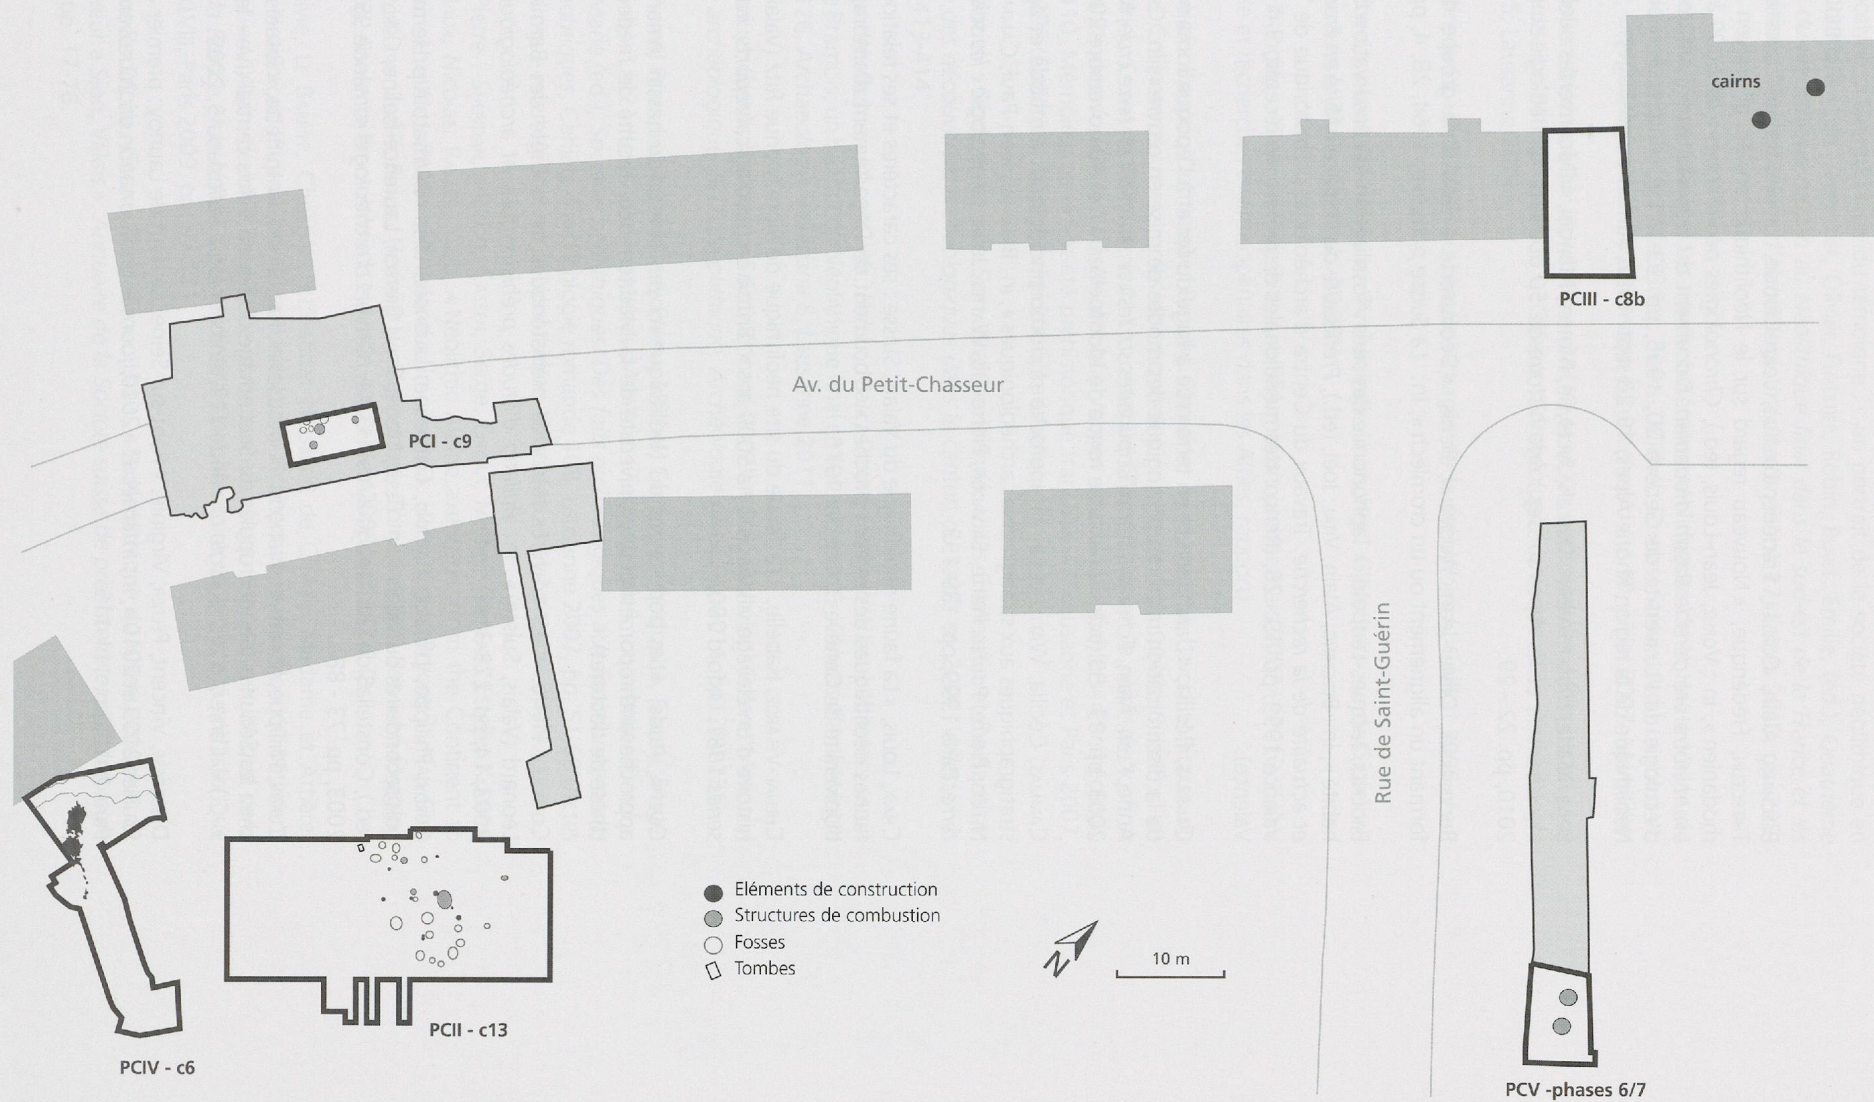 cairns
PCIII - c8b
Av. du Petit-Chasseur
PCI - c9
Rue de Saint-Guérin
Eléments de construction
Structures de combustion
Fosses
Tombes
N
10 m
PCII - c13
PCIV - c6
PCV -phases 6/7